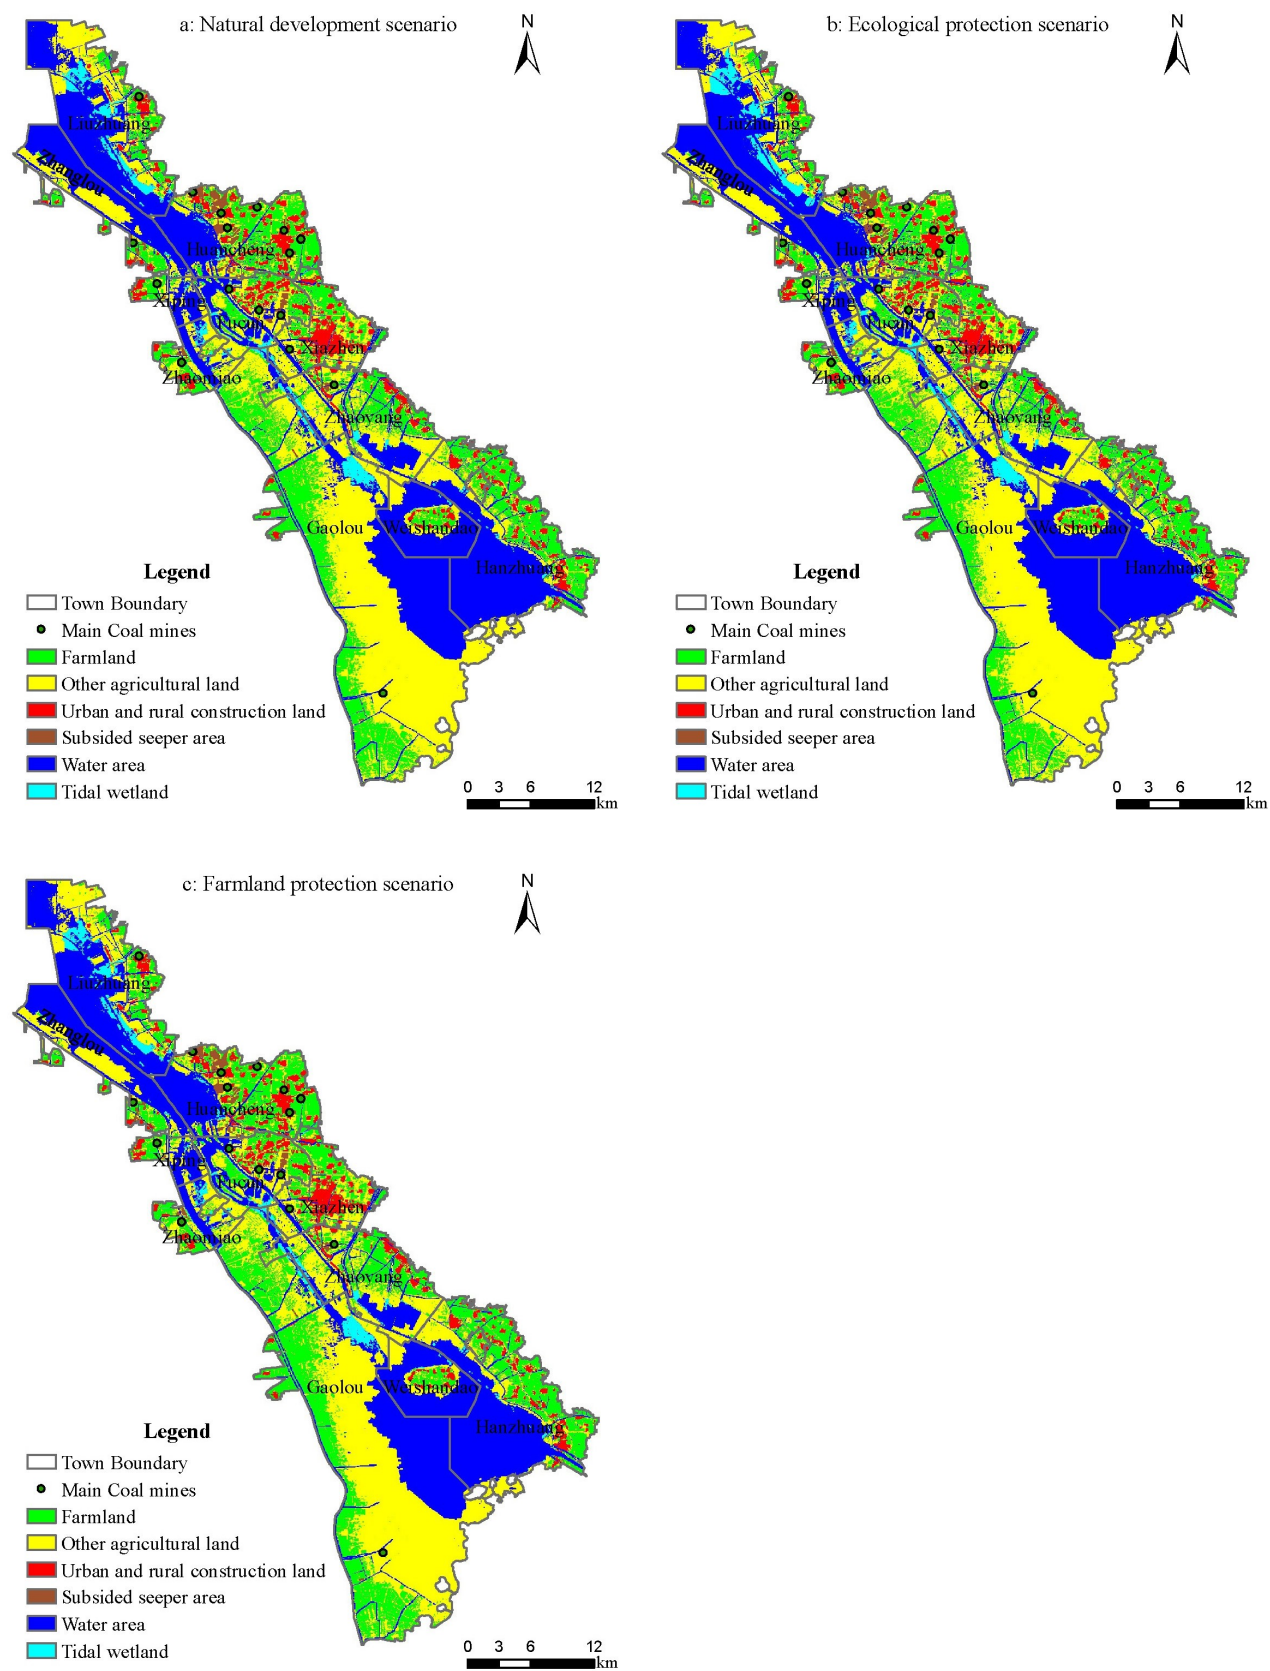 a: Natural development scenario
N
Liuzhuang
Zhanglou
Huancheng
Xiping
Fucun
Xiazhen
Zhaomiao
Zhaoyang
Gaolou
Weishandao
Hanzhuang
Legend
Town Boundary
Main Coal mines
Farmland
Other agricultural land
Urban and rural construction land
Subsided seeper area
Water area
Tidal wetland
0 3 6 12
km
b: Ecological protection scenario
N
Liuzhuang
Zhanglou
Huancheng
Xiping
Fucun
Xiazhen
Zhaomiao
Zhaoyang
Gaolou
Weishandao
Hanzhuang
Legend
Town Boundary
Main Coal mines
Farmland
Other agricultural land
Urban and rural construction land
Subsided seeper area
Water area
Tidal wetland
0 3 6 12
km
c: Farmland protection scenario
N
Liuzhuang
Zhanglou
Huancheng
Xiping
Fucun
Xiazhen
Zhaomiao
Zhaoyang
Gaolou
Weishandao
Hanzhuang
Legend
Town Boundary
Main Coal mines
Farmland
Other agricultural land
Urban and rural construction land
Subsided seeper area
Water area
Tidal wetland
0 3 6 12
km